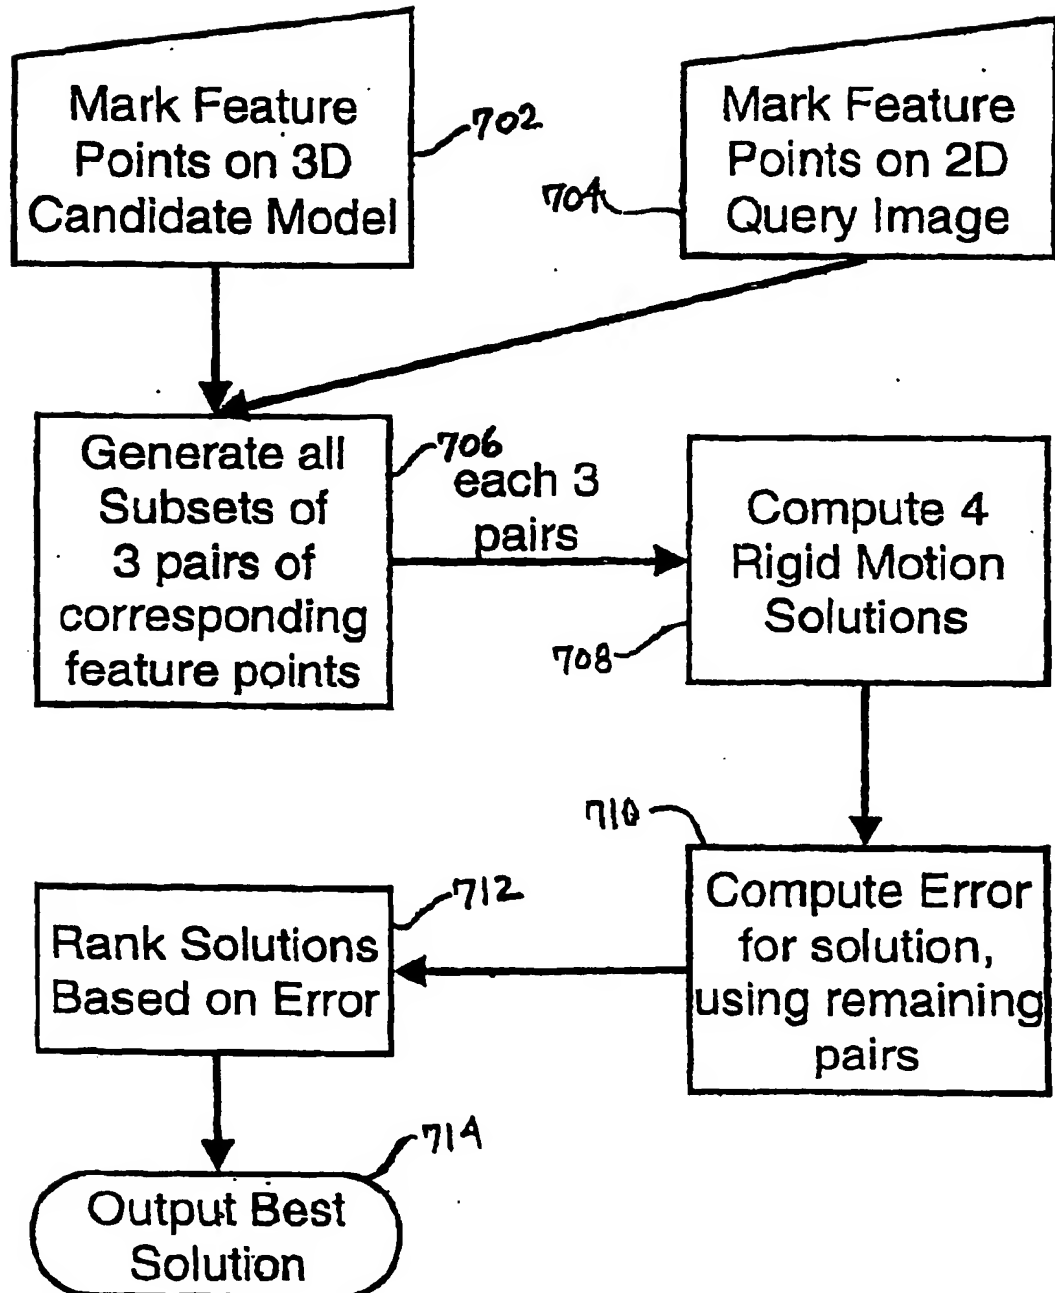 Mark Feature
Points on 3D
Candidate Model
702
Mark Feature
Points on 2D
Query Image
704
Generate all
Subsets of
3 pairs of
corresponding
feature points
706
each 3
pairs
Compute 4
Rigid Motion
Solutions
708
710
Compute Error
for solution,
using remaining
pairs
712
Rank Solutions
Based on Error
714
Output Best
Solution